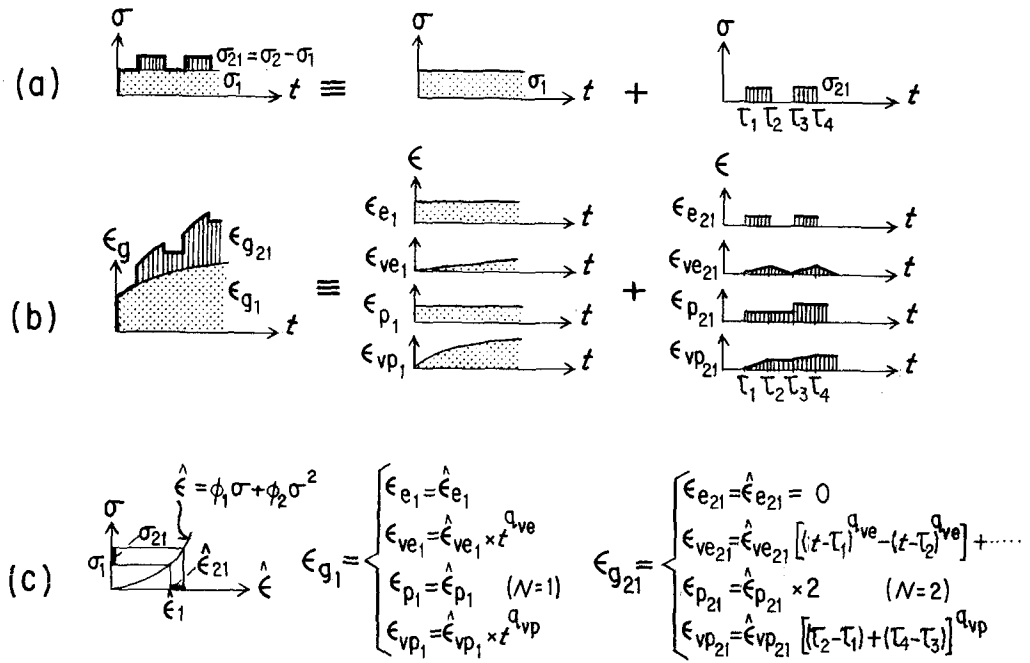 (a)
σ
σ₂₁ = σ₂ − σ₁
σ₁
t
≡
σ
σ₁
t
+
σ
σ₂₁
t
τ₁ τ₂ τ₃ τ₄
(b)
ϵg
ϵg₂₁
ϵg₁
t
≡
ϵ
ϵe₁
t
ϵve₁
t
ϵp₁
t
ϵvp₁
t
+
ϵ
ϵe₂₁
t
ϵve₂₁
t
ϵp₂₁
t
ϵvp₂₁
t
τ₁ τ₂ τ₃ τ₄
(c)
ϵ̂ = ϕ₁σ + ϕ₂σ²
σ
σ₂₁
σ₁
ϵ̂₂₁
ϵ̂
ϵ̂₁
ϵg₁ =
ϵe₁ = ϵ̂e₁
ϵve₁ = ϵ̂ve₁ × t^qve
ϵp₁ = ϵ̂p₁ (N=1)
ϵvp₁ = ϵ̂vp₁ × t^qvp
ϵg₂₁ =
ϵe₂₁ = ϵ̂e₂₁ = 0
ϵve₂₁ = ϵ̂ve₂₁ [(t−τ₁)^qve − (t−τ₂)^qve] + ······
ϵp₂₁ = ϵ̂p₂₁ × 2 (N=2)
ϵvp₂₁ = ϵ̂vp₂₁ [(τ₂−τ₁) + (τ₄−τ₃)]^qvp